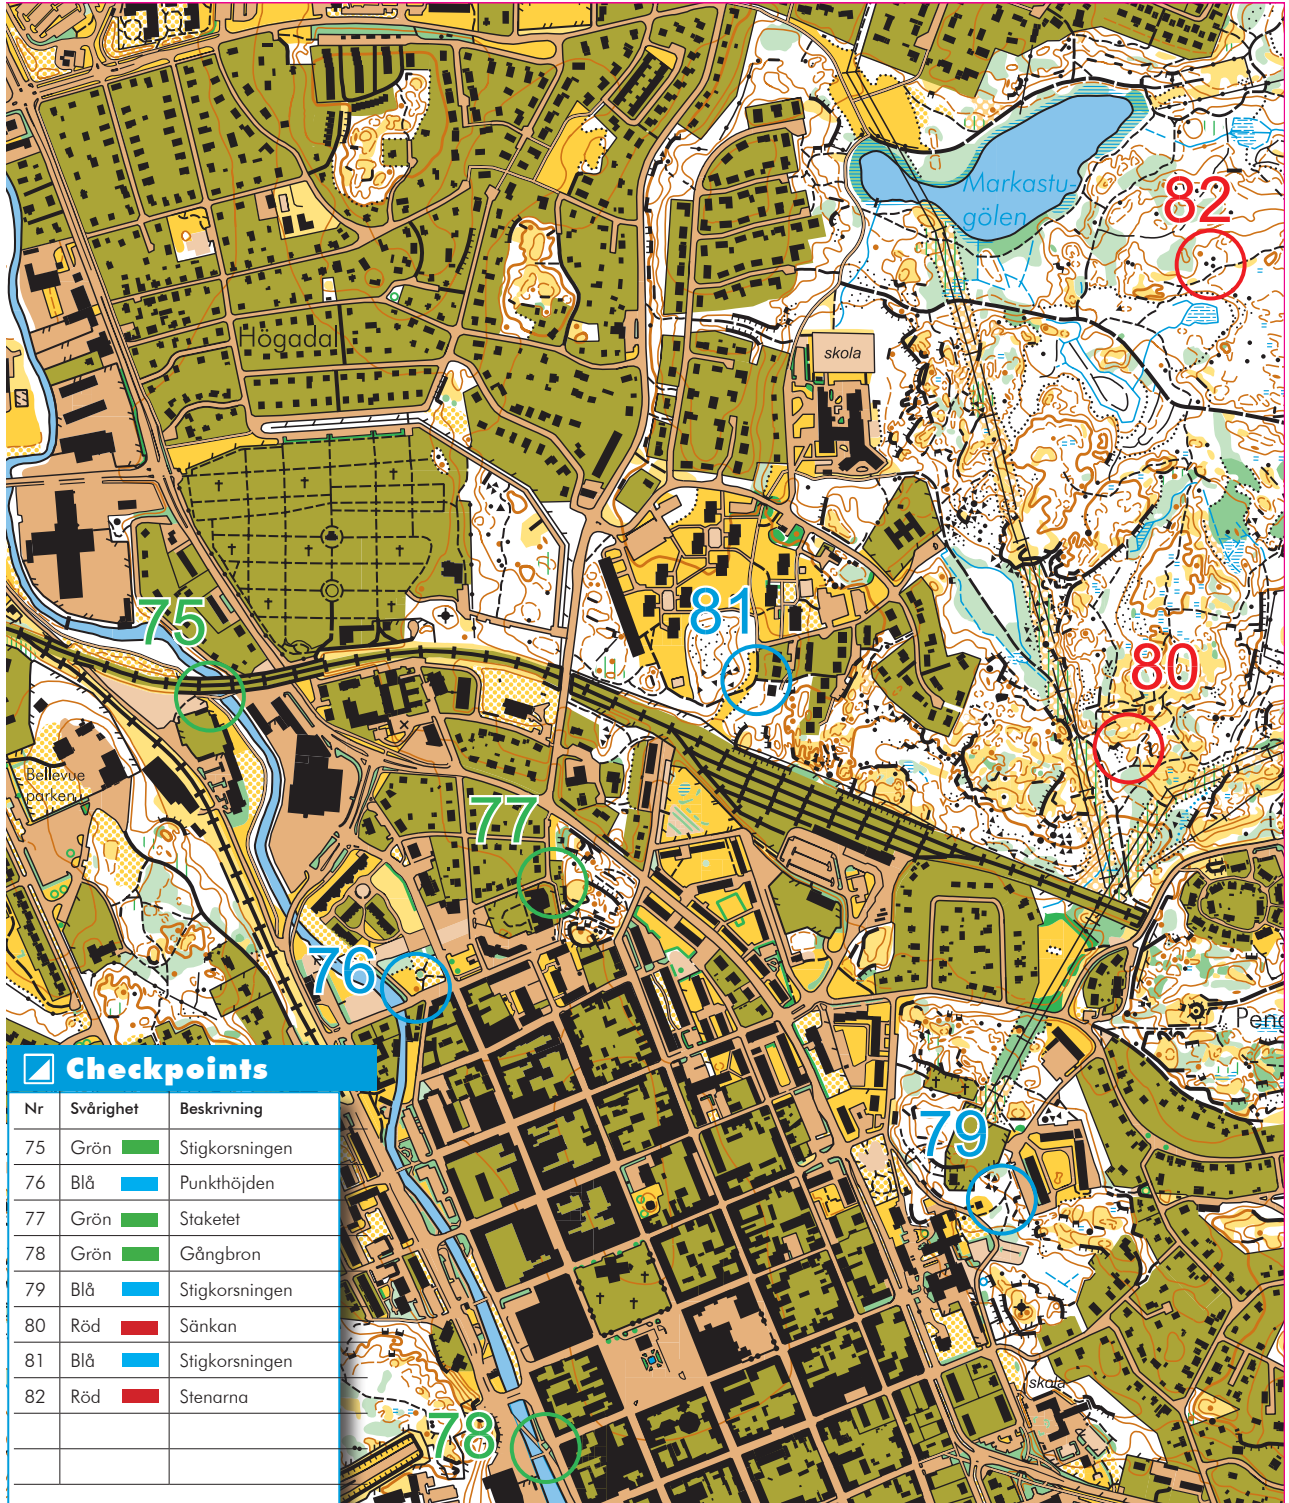 Markastu-
gölen
82
Högadal
skola
75
81
80
Bellevue
parken
77
76
79
78
skola
Checkpoints
Nr Svårighet Beskrivning
75 Grön Stigkorsningen
76 Blå Punkthöjden
77 Grön Staketet
78 Grön Gångbron
79 Blå Stigkorsningen
80 Röd Sänkan
81 Blå Stigkorsningen
82 Röd Stenarna